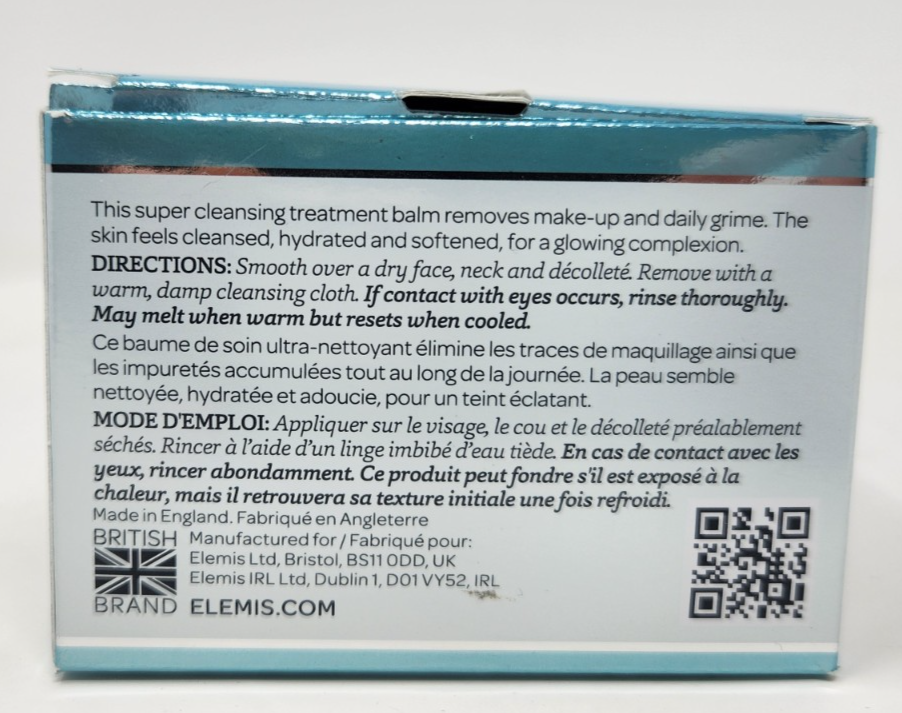 This super cleansing treatment balm removes make-up and daily grime. The
skin feels cleansed, hydrated and softened, for a glowing complexion.
DIRECTIONS: Smooth over a dry face, neck and décolleté. Remove with a
warm, damp cleansing cloth. If contact with eyes occurs, rinse thoroughly.
May melt when warm but resets when cooled.
Ce baume de soin ultra-nettoyant élimine les traces de maquillage ainsi que
les impuretés accumulées tout au long de la journée. La peau semble
nettoyée, hydratée et adoucie, pour un teint éclatant.
MODE D'EMPLOI: Appliquer sur le visage, le cou et le décolleté préalablement
séchés. Rincer à l'aide d'un linge imbibé d'eau tiède. En cas de contact avec les
yeux, rincer abondamment. Ce produit peut fondre s'il est exposé à la
chaleur, mais il retrouvera sa texture initiale une fois refroidi.
Made in England. Fabriqué en Angleterre
BRITISH Manufactured for / Fabriqué pour:
Elemis Ltd, Bristol, BS11 0DD, UK
Elemis IRL Ltd, Dublin 1, D01 VY52, IRL
BRAND ELEMIS.COM